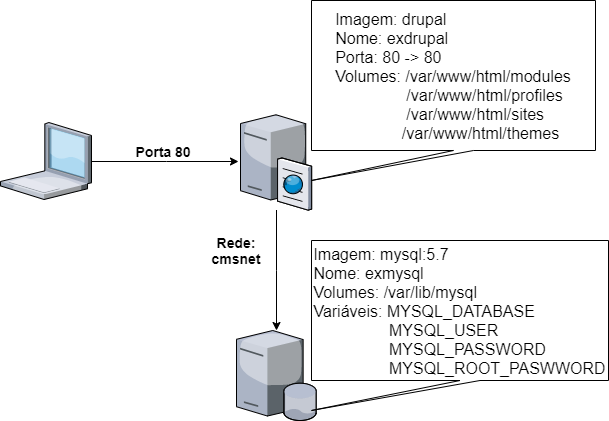 Imagem: drupal
Nome: exdrupal
Porta: 80 -> 80
Volumes: /var/www/html/modules
/var/www/html/profiles
/var/www/html/sites
/var/www/html/themes
Porta 80
Rede:
cmsnet
Imagem: mysql:5.7
Nome: exmysql
Volumes: /var/lib/mysql
Variáveis: MYSQL_DATABASE
MYSQL_USER
MYSQL_PASSWORD
MYSQL_ROOT_PASWWORD